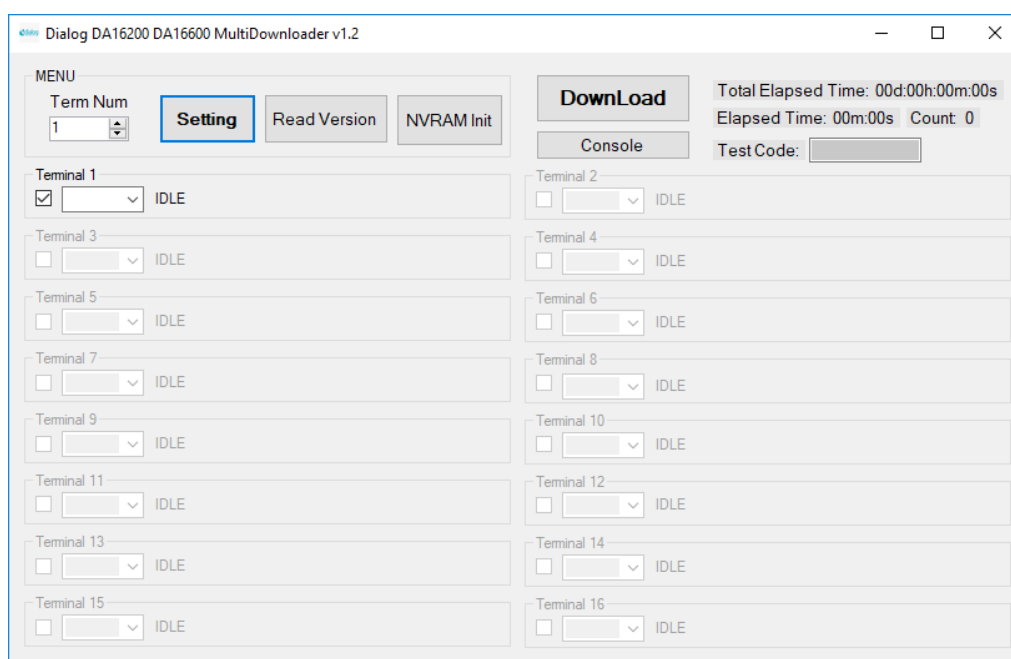 Dialog DA16200 DA16600 MultiDownloader v1.2
MENU
Term Num
1
Setting
Read Version
NVRAM Init
DownLoad
Console
Total Elapsed Time: 00d:00h:00m:00s
Elapsed Time: 00m:00s Count: 0
Test Code:
Terminal 1
IDLE
Terminal 2
IDLE
Terminal 3
IDLE
Terminal 4
IDLE
Terminal 5
IDLE
Terminal 6
IDLE
Terminal 7
IDLE
Terminal 8
IDLE
Terminal 9
IDLE
Terminal 10
IDLE
Terminal 11
IDLE
Terminal 12
IDLE
Terminal 13
IDLE
Terminal 14
IDLE
Terminal 15
IDLE
Terminal 16
IDLE